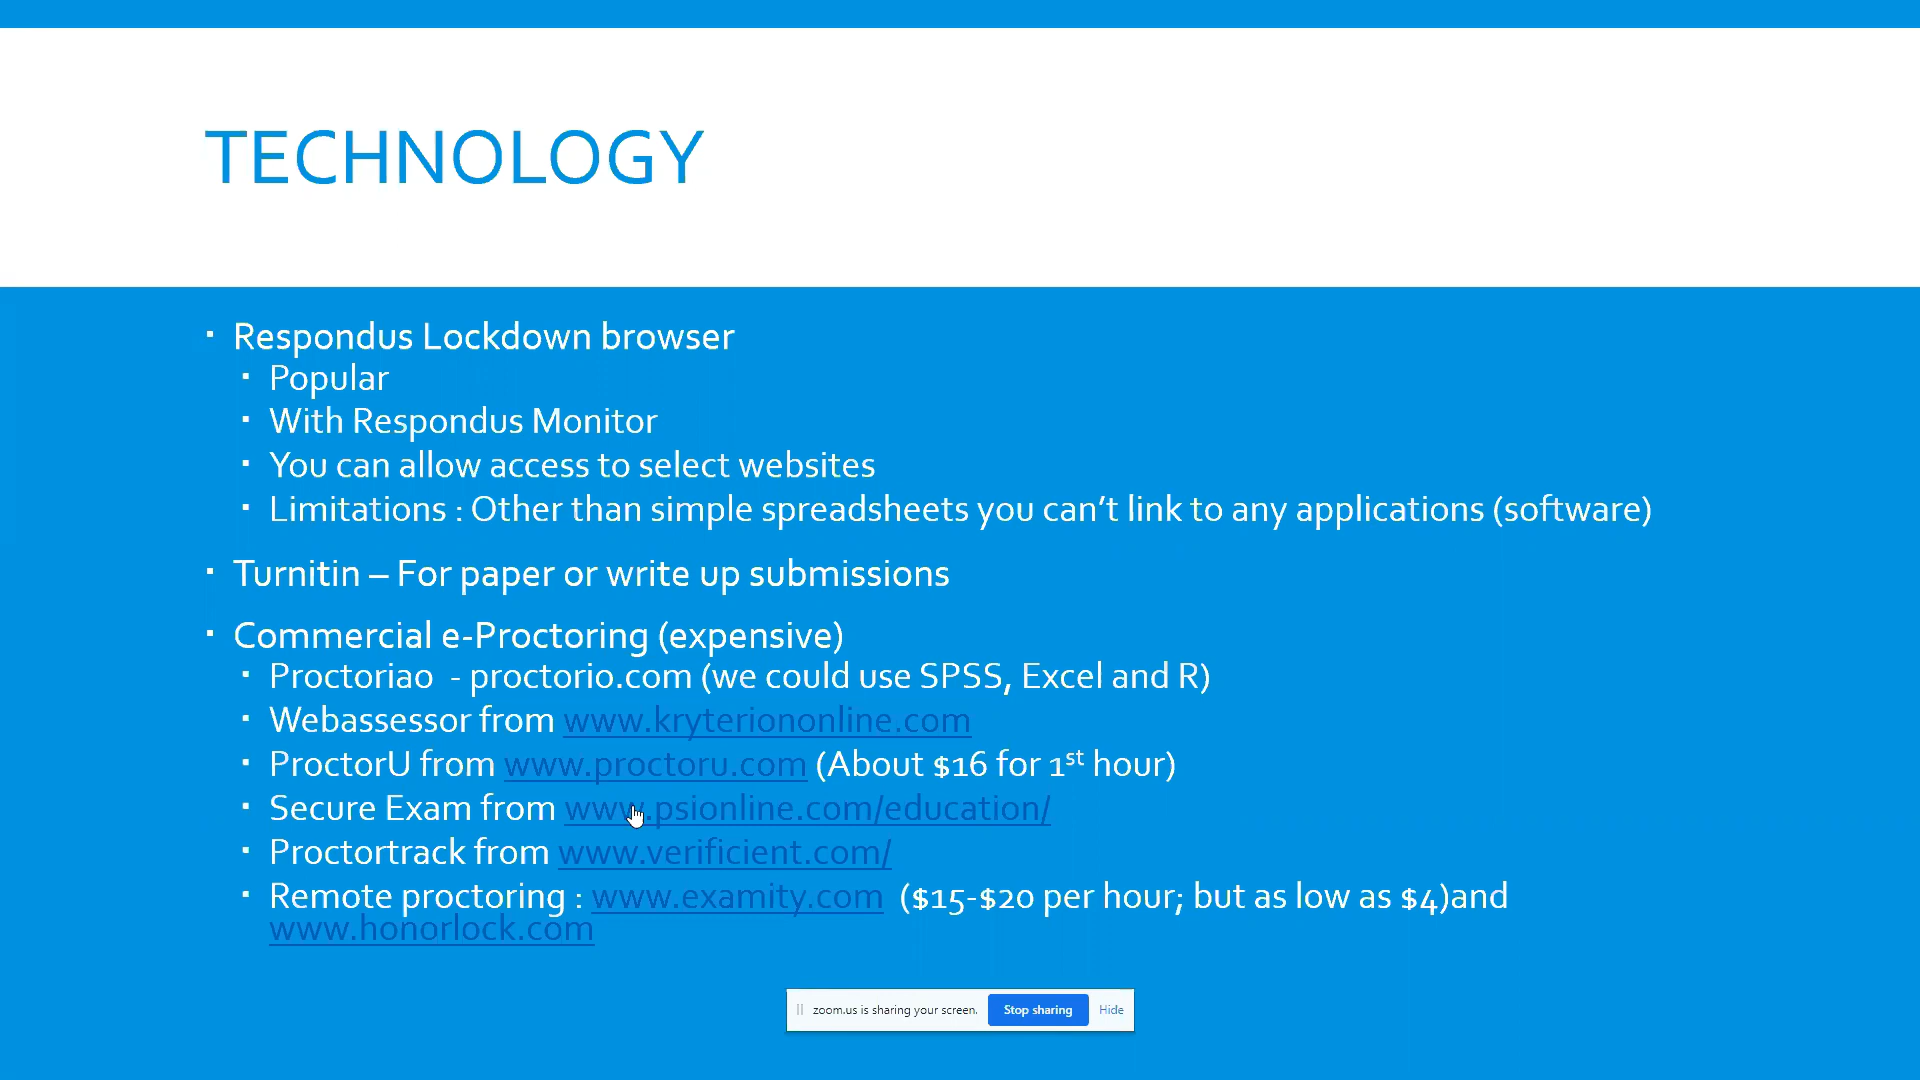 TECHNOLOGY
▪ Respondus Lockdown browser
▪ Popular
▪ With Respondus Monitor
▪ You can allow access to select websites
▪ Limitations : Other than simple spreadsheets you can’t link to any applications (software)
▪ Turnitin – For paper or write up submissions
▪ Commercial e-Proctoring (expensive)
▪ Proctoriao - proctorio.com (we could use SPSS, Excel and R)
▪ Webassessor from www.kryteriononline.com
▪ ProctorU from www.proctoru.com (About $16 for 1st hour)
▪ Secure Exam from www.psionline.com/education/
▪ Proctortrack from www.verificient.com/
▪ Remote proctoring : www.examity.com ($15-$20 per hour; but as low as $4)and
www.honorlock.com
zoom.us is sharing your screen. Stop sharing Hide